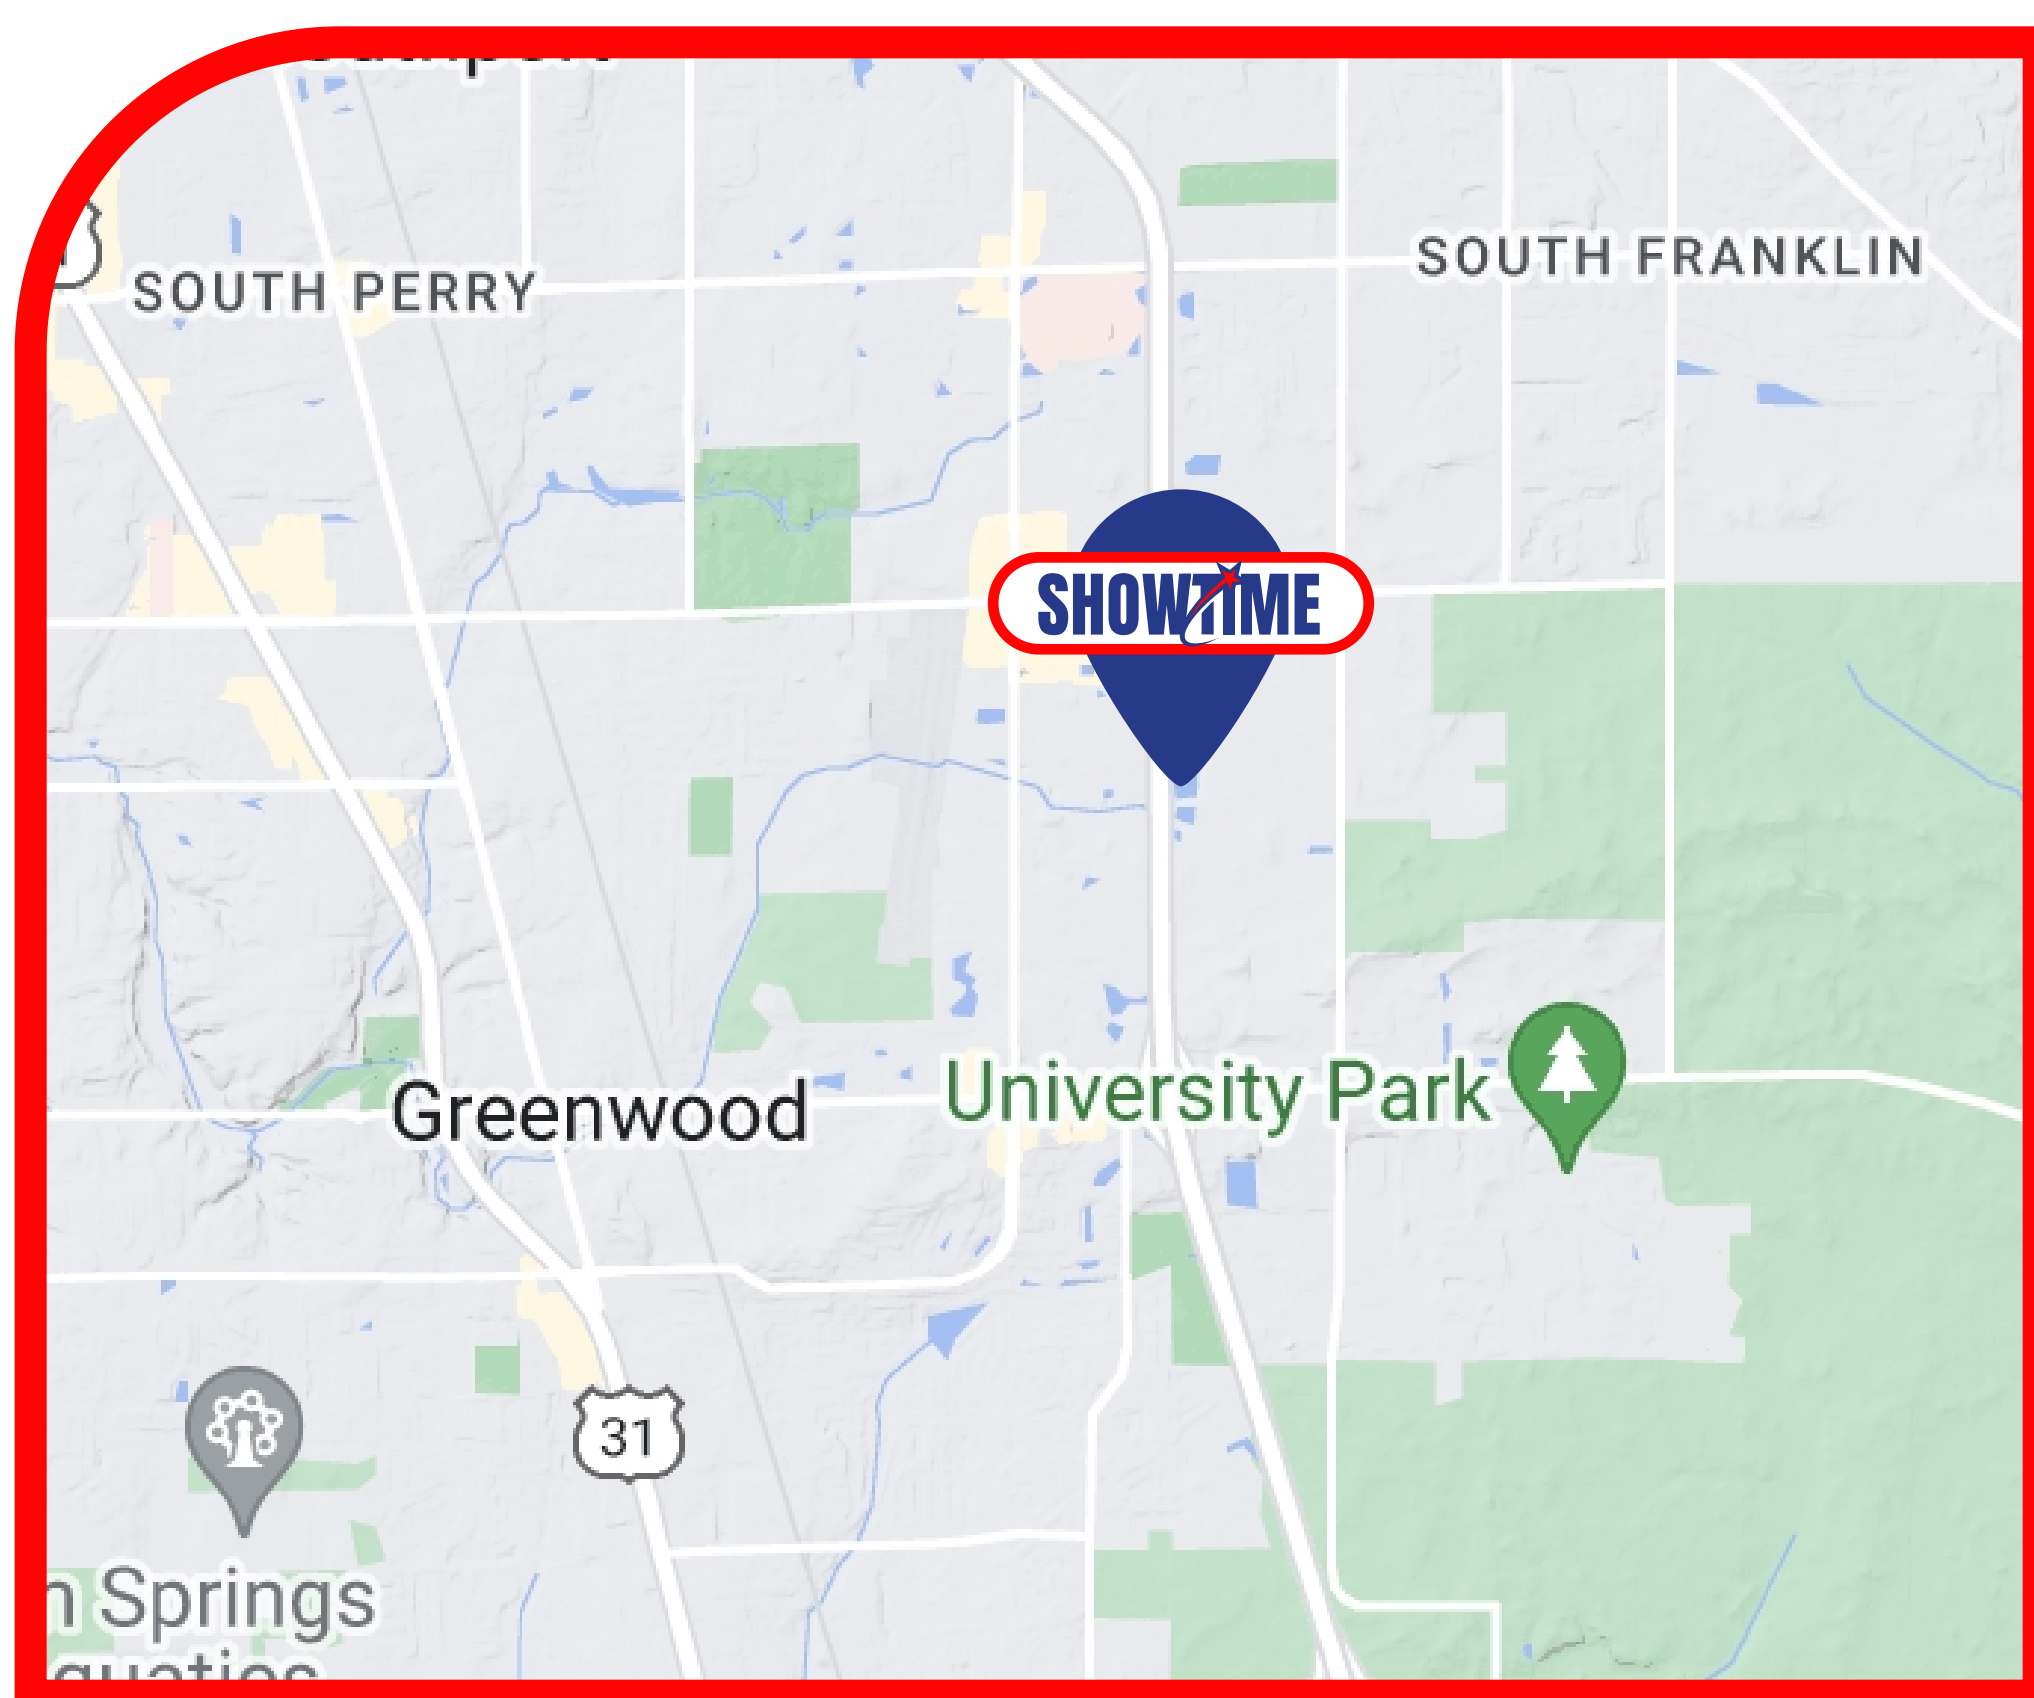 SOUTH PERRY
SOUTH FRANKLIN
SHOWTIME
University Park
Greenwood
31
Springs